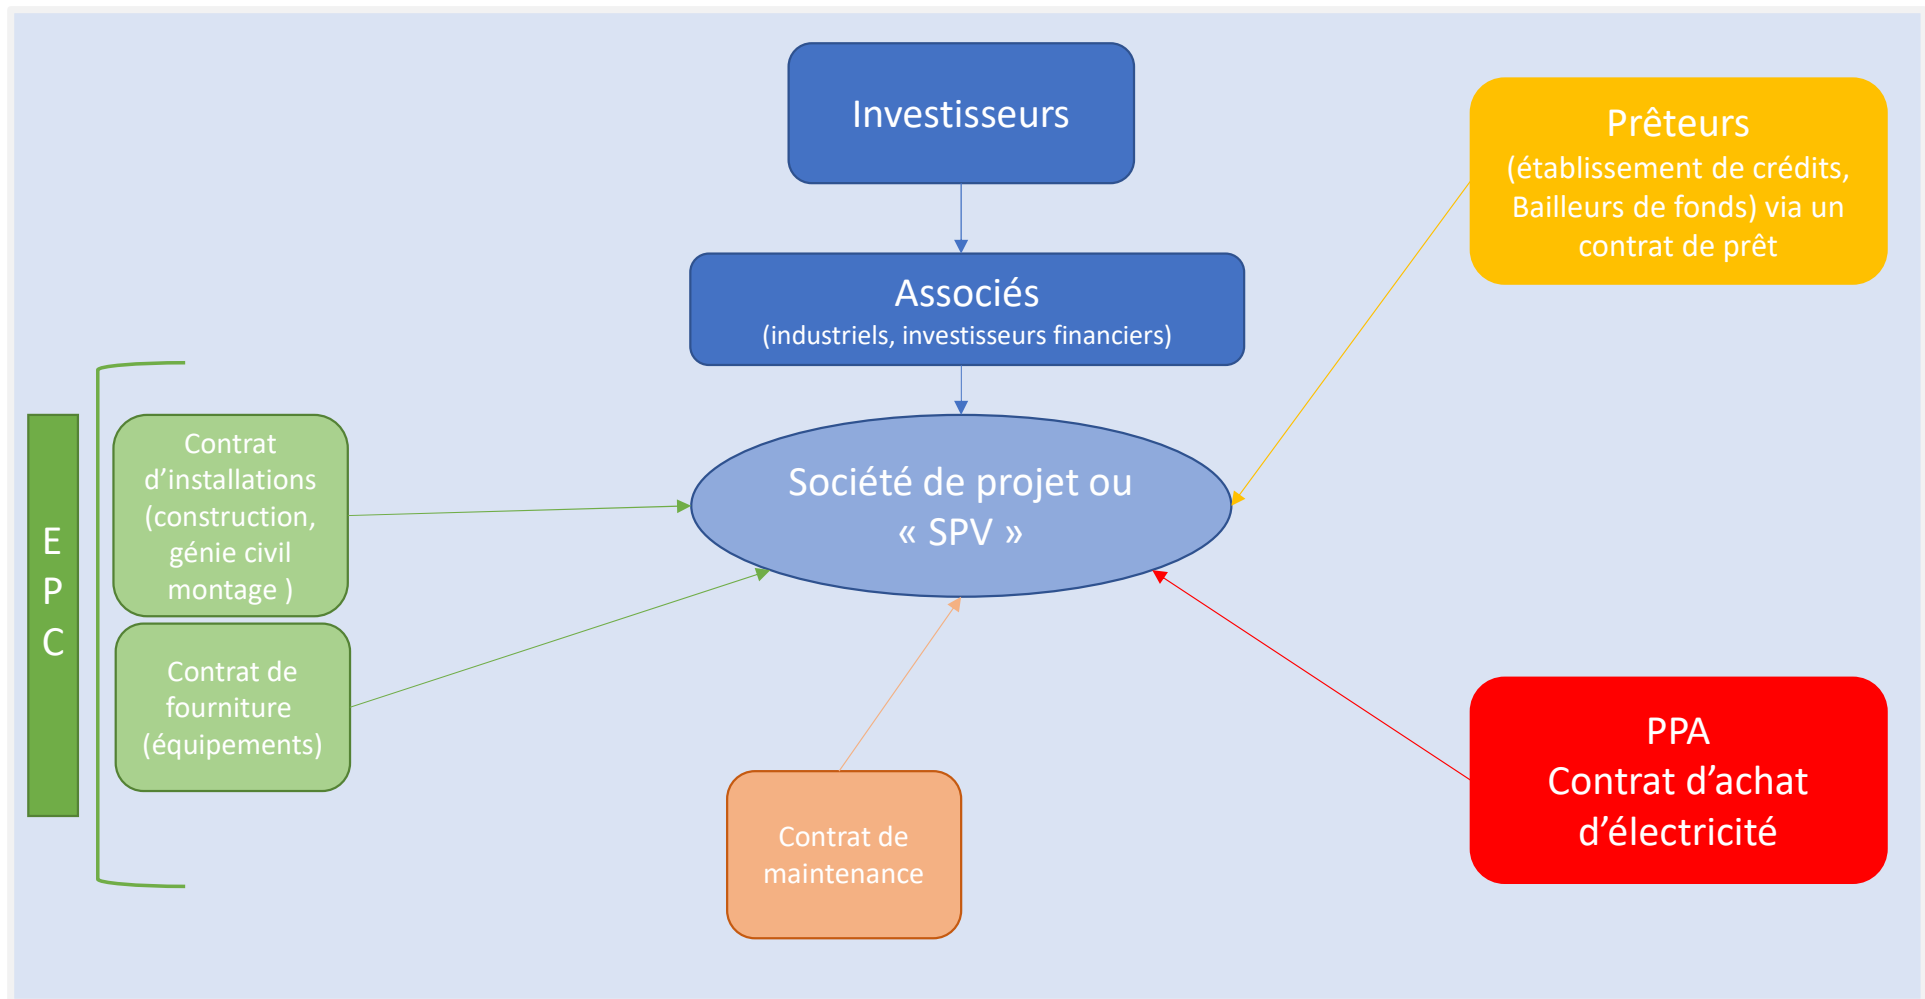 Investisseurs
Prêteurs
(établissement de crédits,
Bailleurs de fonds) via un
contrat de prêt
Associés
(industriels, investisseurs financiers)
E
P
C
Contrat
d’installations
(construction,
génie civil
montage )
Société de projet ou
« SPV »
Contrat de
fourniture
(équipements)
Contrat de
maintenance
PPA
Contrat d’achat
d’électricité